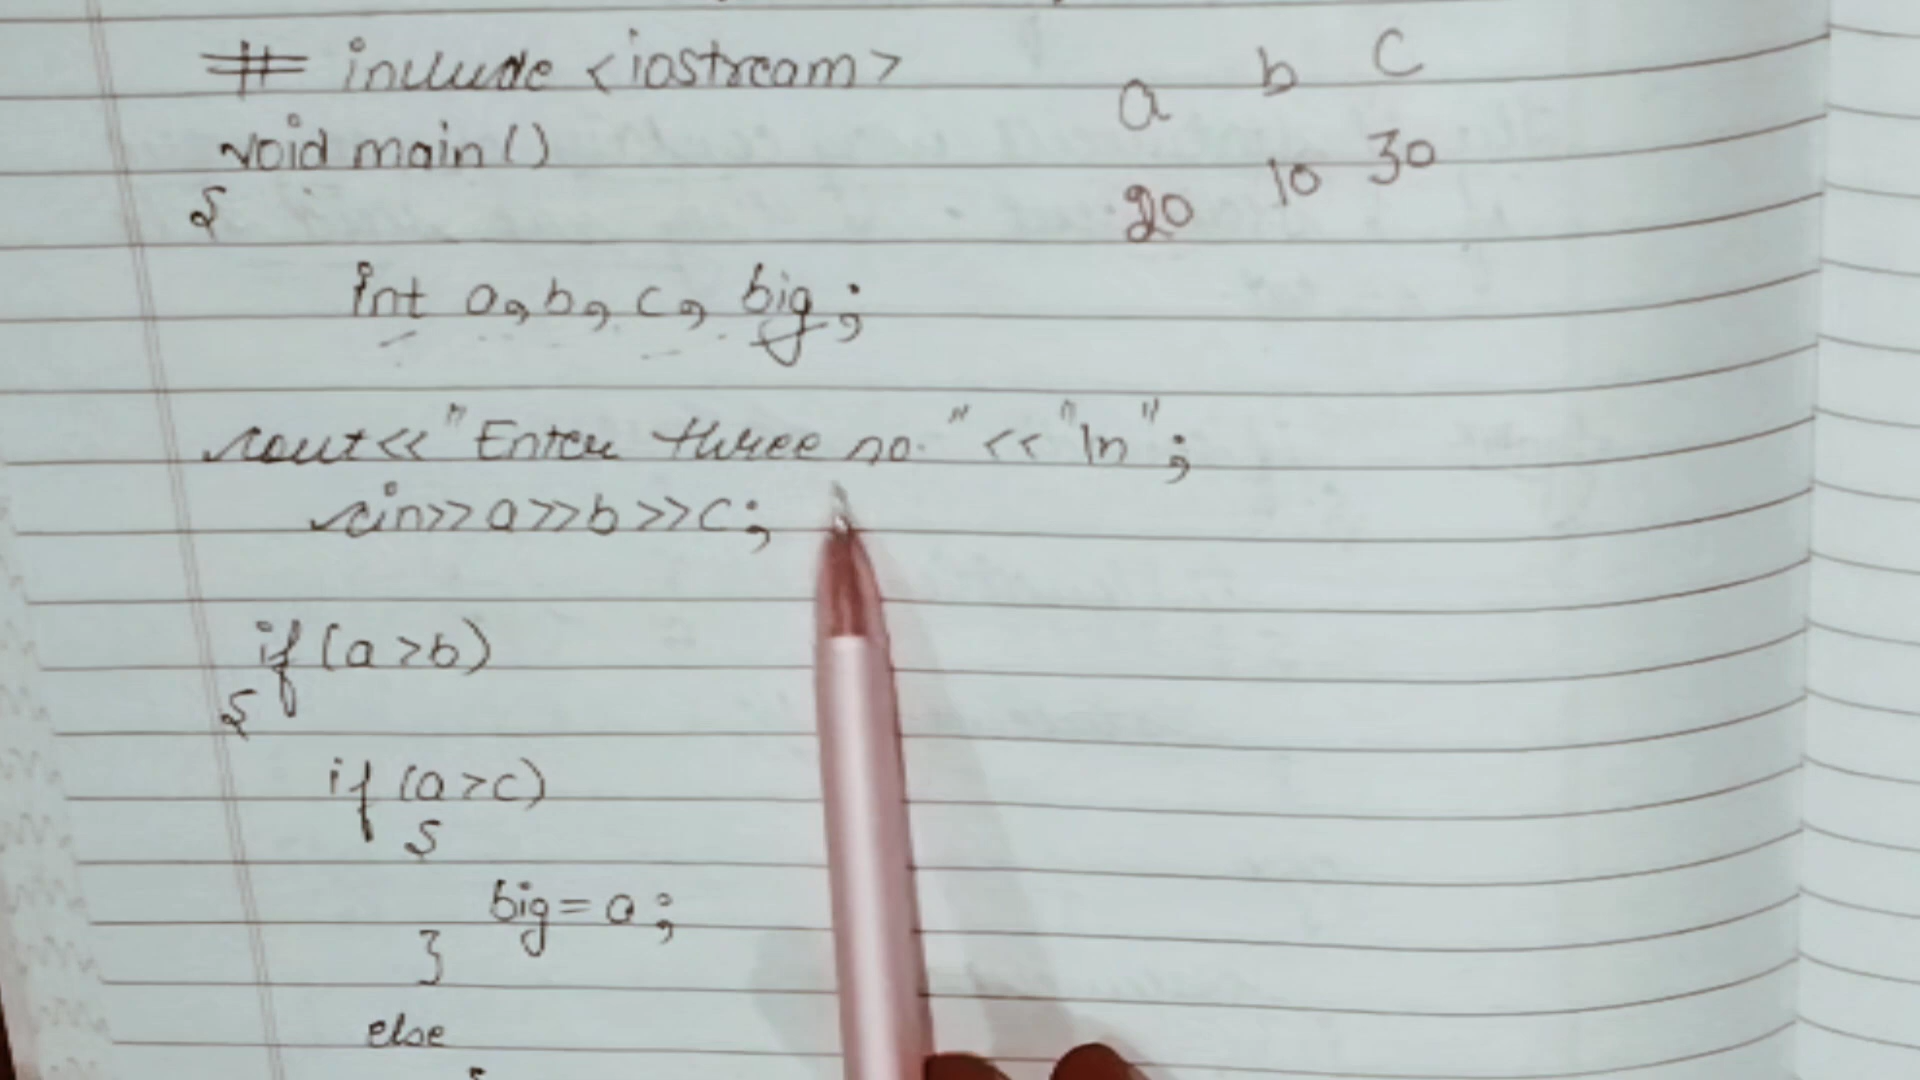 # include <iostream>
a b c
void main()
20 10 30
{
int a, b, c, big;
cout<< "Enter three no." << "\n";
cin>>a>>b>>c;
if (a>b)
{
if (a>c)
{
big = a;
}
else
{